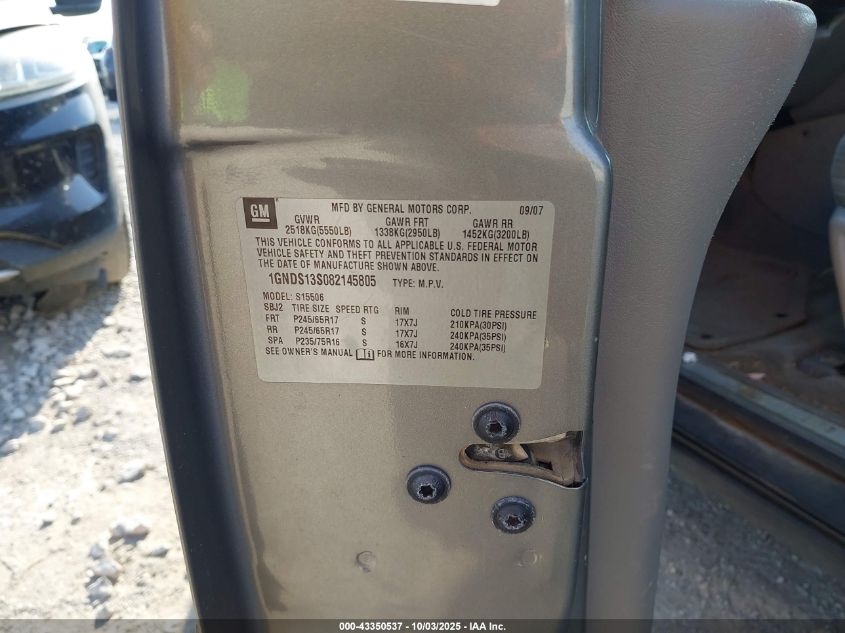 GM
MFD BY GENERAL MOTORS CORP. 09/07
GVWR GAWR FRT GAWR RR
2518KG(5550LB) 1338KG(2950LB) 1452KG(3200LB)
THIS VEHICLE CONFORMS TO ALL APPLICABLE U.S. FEDERAL MOTOR
VEHICLE SAFETY AND THEFT PREVENTION STANDARDS IN EFFECT ON
THE DATE OF MANUFACTURE SHOWN ABOVE.
1GNDS13S082145805 TYPE: M.P.V.
MODEL: S15506
SBJ2 TIRE SIZE SPEED RTG RIM COLD TIRE PRESSURE
FRT P245/65R17 S 17X7J 210KPA(30PSI)
RR P245/65R17 S 17X7J 240KPA(35PSI)
SPA P235/75R16 S 16X7J 240KPA(35PSI)
SEE OWNER'S MANUAL i FOR MORE INFORMATION.
000-43350537 - 10/03/2025 - IAA Inc.